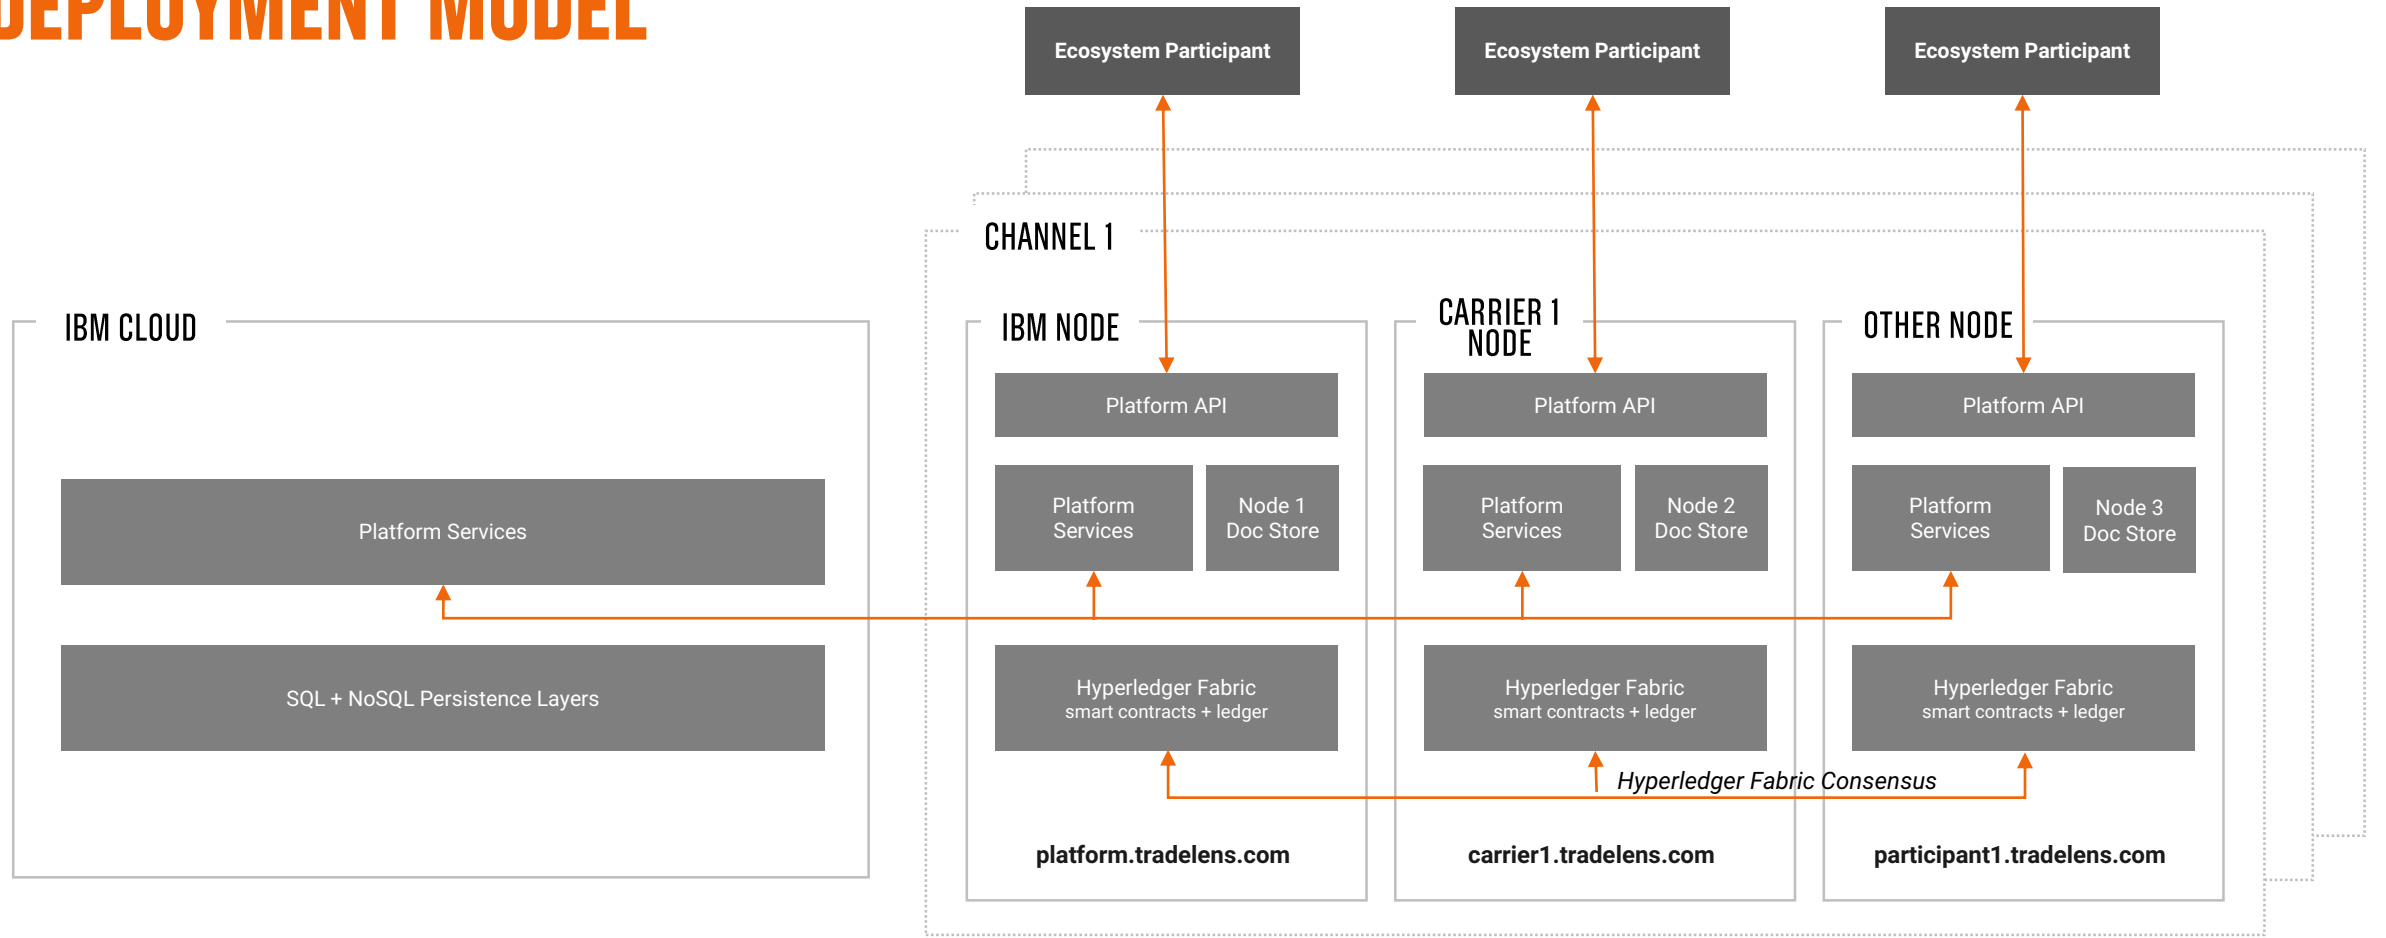 DEPLOYMENT MODEL
Ecosystem Participant
Ecosystem Participant
Ecosystem Participant
CHANNEL 1
IBM CLOUD
Platform Services
SQL + NoSQL Persistence Layers
IBM NODE
Platform API
Platform
Services
Node 1
Doc Store
Hyperledger Fabric
smart contracts + ledger
platform.tradelens.com
CARRIER 1
NODE
Platform API
Platform
Services
Node 2
Doc Store
Hyperledger Fabric
smart contracts + ledger
Hyperledger Fabric Consensus
carrier1.tradelens.com
OTHER NODE
Platform API
Platform
Services
Node 3
Doc Store
Hyperledger Fabric
smart contracts + ledger
participant1.tradelens.com